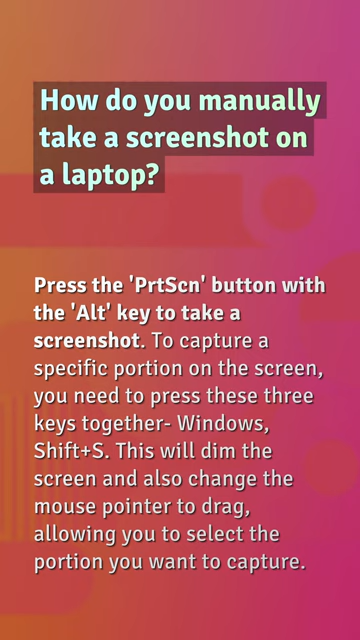 How do you manually
take a screenshot on
a laptop?
Press the 'PrtScn' button with
the 'Alt' key to take a
screenshot. To capture a
specific portion on the screen,
you need to press these three
keys together- Windows,
Shift+S. This will dim the
screen and also change the
mouse pointer to drag,
allowing you to select the
portion you want to capture.